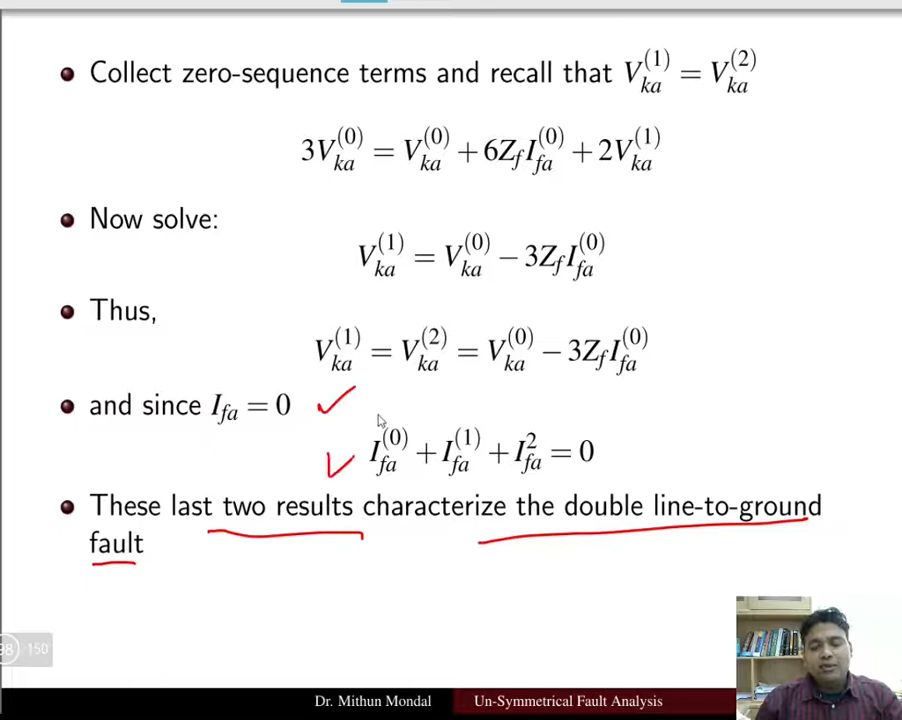 Collect zero-sequence terms and recall that $V_{ka}^{(1)} = V_{ka}^{(2)}$
$3V_{ka}^{(0)} = V_{ka}^{(0)} + 6Z_f I_{fa}^{(0)} + 2V_{ka}^{(1)}$
Now solve:
$V_{ka}^{(1)} = V_{ka}^{(0)} - 3Z_f I_{fa}^{(0)}$
Thus,
$V_{ka}^{(1)} = V_{ka}^{(2)} = V_{ka}^{(0)} - 3Z_f I_{fa}^{(0)}$
and since $I_{fa} = 0$
$I_{fa}^{(0)} + I_{fa}^{(1)} + I_{fa}^{2} = 0$
These last two results characterize the double line-to-ground
fault
98 150
Dr. Mithun Mondal Un-Symmetrical Fault Analysis